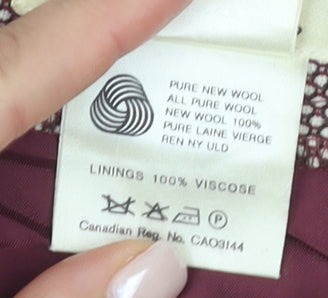 PURE NEW WOOL
ALL PURE WOOL
NEW WOOL 100%
PURE LAINE VIERGE
REN NY ULD
LININGS 100% VISCOSE
P
Canadian Reg. No. CA03144